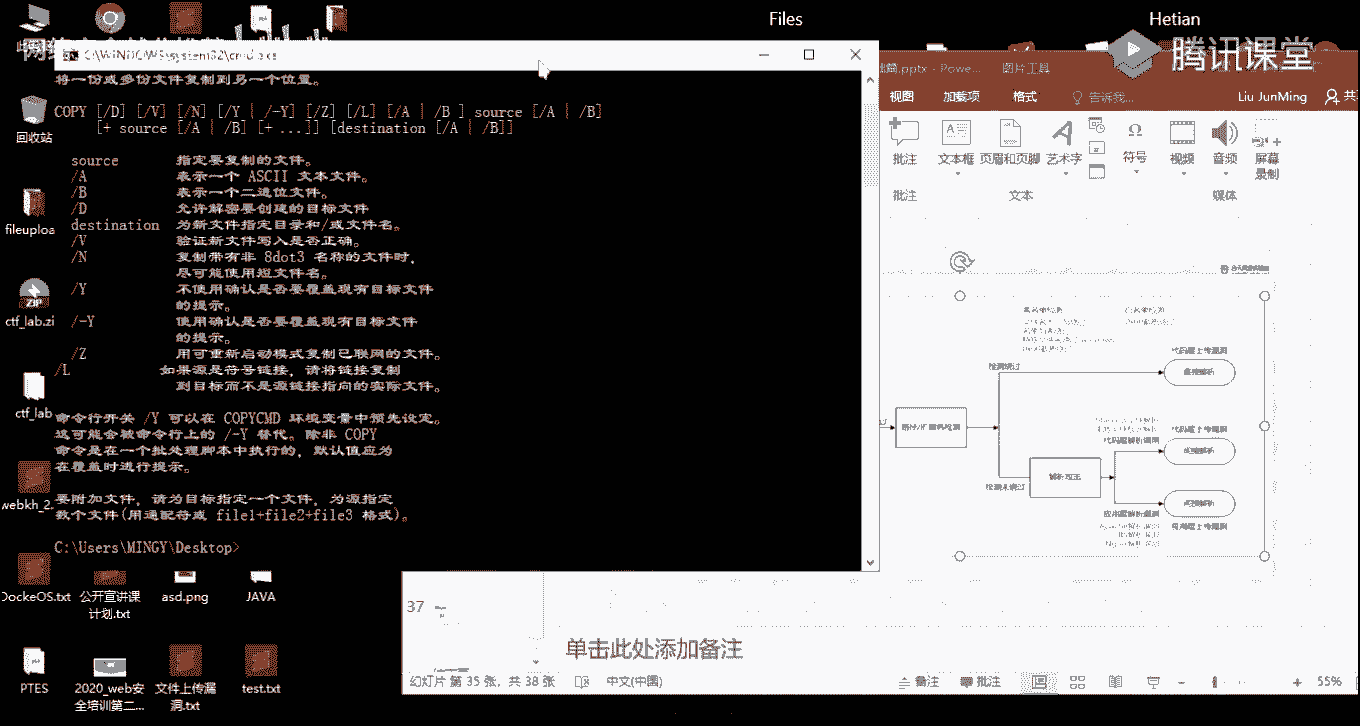 Files
Hetian
腾讯课堂
C:\WINDOWS\system32\cmd.exe
将一份或多份文件复制到另一个位置。
COPY [/D] [/V] [/N] [/Y | /-Y] [/Z] [/L] [/A | /B ] source [/A | /B]
[+ source [/A | /B] [+ ...]] [destination [/A | /B]]
source 指定要复制的文件。
/A 表示一个 ASCII 文本文件。
/B 表示一个二进位文件。
/D 允许解密要创建的目标文件
destination 为新文件指定目录和/或文件名。
/V 验证新文件写入是否正确。
/N 复制带有非 8dot3 名称的文件时，
尽可能使用短文件名。
/Y 不使用确认是否要覆盖现有目标文件
的提示。
/-Y 使用确认是否要覆盖现有目标文件
的提示。
/Z 用可重新启动模式复制已联网的文件。
/L 如果源是符号链接，请将链接复制
到目标而不是源链接指向的实际文件。
命令行开关 /Y 可以在 COPYCMD 环境变量中预先设定。
这可能会被命令行上的 /-Y 替代。除非 COPY
命令是在一个批处理脚本中执行的，默认值应为
在覆盖时进行提示。
要附加文件，请为目标指定一个文件，为源指定
数个文件(用通配符或 file1+file2+file3 格式)。
C:\Users\MINGY\Desktop>
回收站
fileuploa
ctf_lab.zi
ctf_lab
webkh_2.
DockeOS.txt
公开宣讲课
计划.txt
asd.png
JAVA
PTES
2020_web安
全培训第二...
文件上传漏
洞.txt
test.txt
.pptx - Powe...
图片工具
视图
加载项
格式
告诉我...
Liu JunMing
共
批注
文本框
页眉和页脚
艺术字
符号
视频
音频
屏幕
录制
批注
文本
媒体
37
单击此处添加备注
幻灯片 第 35 张，共 38 张
中文(中国)
备注
批注
55%